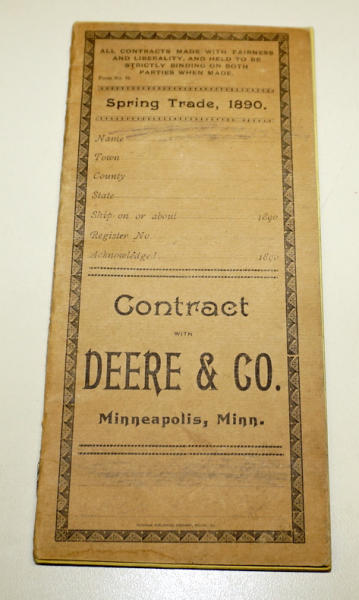 ALL CONTRACTS MADE WITH FAIRNESS
AND LIBERALITY, AND HELD TO BE
STRICTLY BINDING ON BOTH
PARTIES WHEN MADE.
Form No.
Spring Trade, 1890.
Name
Town
County
State
Ship on or about 1890
Register No.
Acknowledged 1890
Contract
WITH
DEERE & CO.
Minneapolis, Minn.